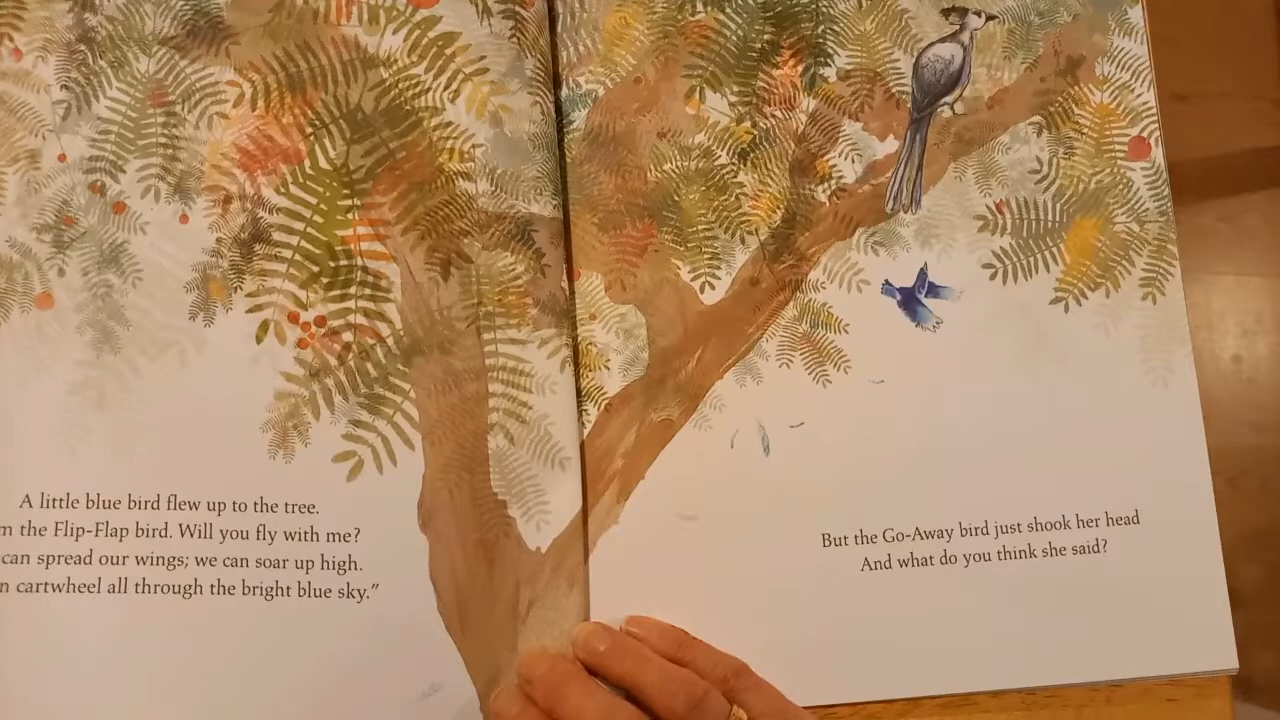 A little blue bird flew up to the tree.
the Flip-Flap bird. Will you fly with me?
can spread our wings; we can soar up high.
cartwheel all through the bright blue sky.”
But the Go-Away bird just shook her head
And what do you think she said?